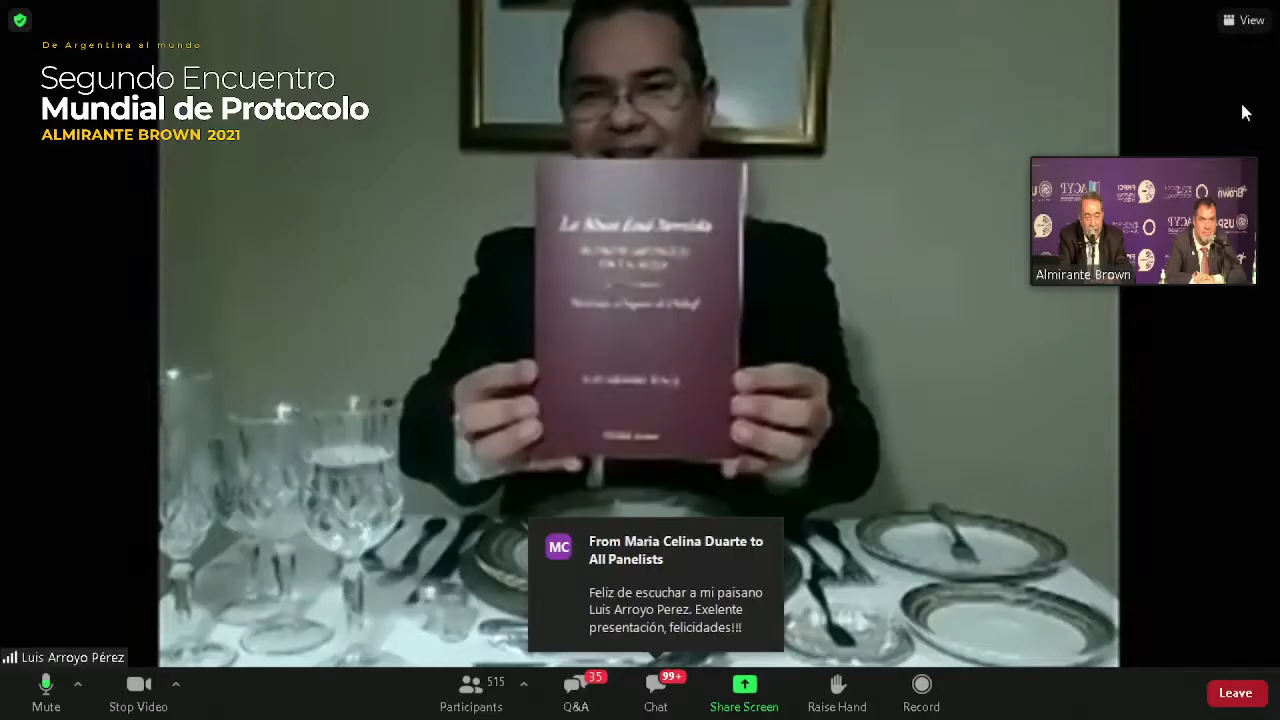 View
De Argentina al mundo
Segundo Encuentro
Mundial de Protocolo
ALMIRANTE BROWN 2021
Almirante Brown
MC
From Maria Celina Duarte to
All Panelists
Feliz de escuchar a mi paisano
Luis Arroyo Perez. Exelente
presentación, felicidades!!!
Luis Arroyo Pérez
515
35
99+
Mute
Stop Video
Participants
Q&A
Chat
Share Screen
Raise Hand
Record
Leave